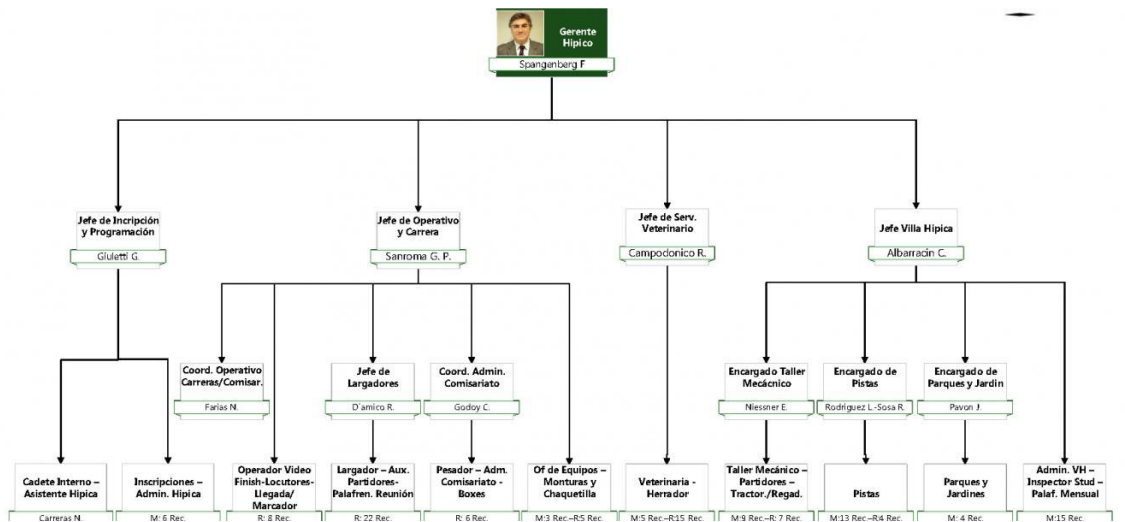 Gerente
Hipico
Spangenberg F
Jefe de Incripción
y Programación
Giuletti G.
Jefe de Operativo
y Carrera
Sanroma G. P.
Jefe de Serv.
Veterinario
Campodonico R.
Jefe Villa Hipica
Albarracin C.
Coord. Operativo
Carreras/Comisar.
Farias N.
Jefe de
Largadores
D'amico R.
Coord. Admin.
Comisariato
Godoy C.
Encargado Taller
Mecácnico
Niessner E.
Encargado de
Pistas
Rodriguez L.-Sosa R.
Encargado de
Parques y Jardin
Pavon J.
Cadete Interno –
Asistente Hipica
Carreras N.
Inscripciones –
Admin. Hipica
M: 6 Rec.
Operador Video
Finish-Locutores-
Llegada/
Marcador
R: 8 Rec.
Largador – Aux.
Partidores-
Palafren. Reunión
R: 22 Rec.
Pesador – Adm.
Comisariato -
Boxes
R: 6 Rec.
Of de Equipos –
Monturas y
Chaquetilla
M:3 Rec.–R:5 Rec.
Veterinaria -
Herrador
M:5 Rec.–R:15 Rec.
Taller Mecánico –
Partidores –
Tractor./Regad.
M:9 Rec.–R: 7 Rec.
Pistas
M:13 Rec.–R:4 Rec.
Parques y
Jardines
M: 4 Rec.
Admin. VH –
Inspector Stud –
Palaf. Mensual
M:15 Rec.